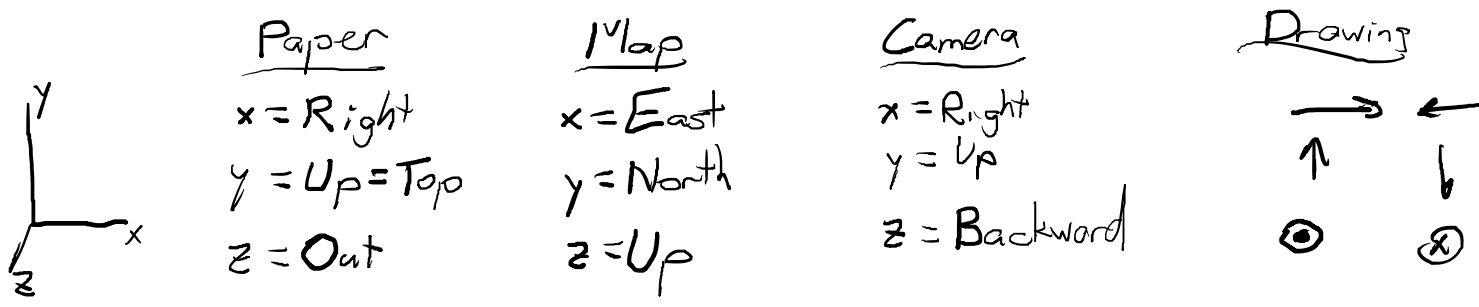 Paper
x = Right
y = Up = Top
z = Out
Map
x = East
y = North
z = Up
Camera
x = Right
y = Up
z = Backward
Drawing
x
y
x
z